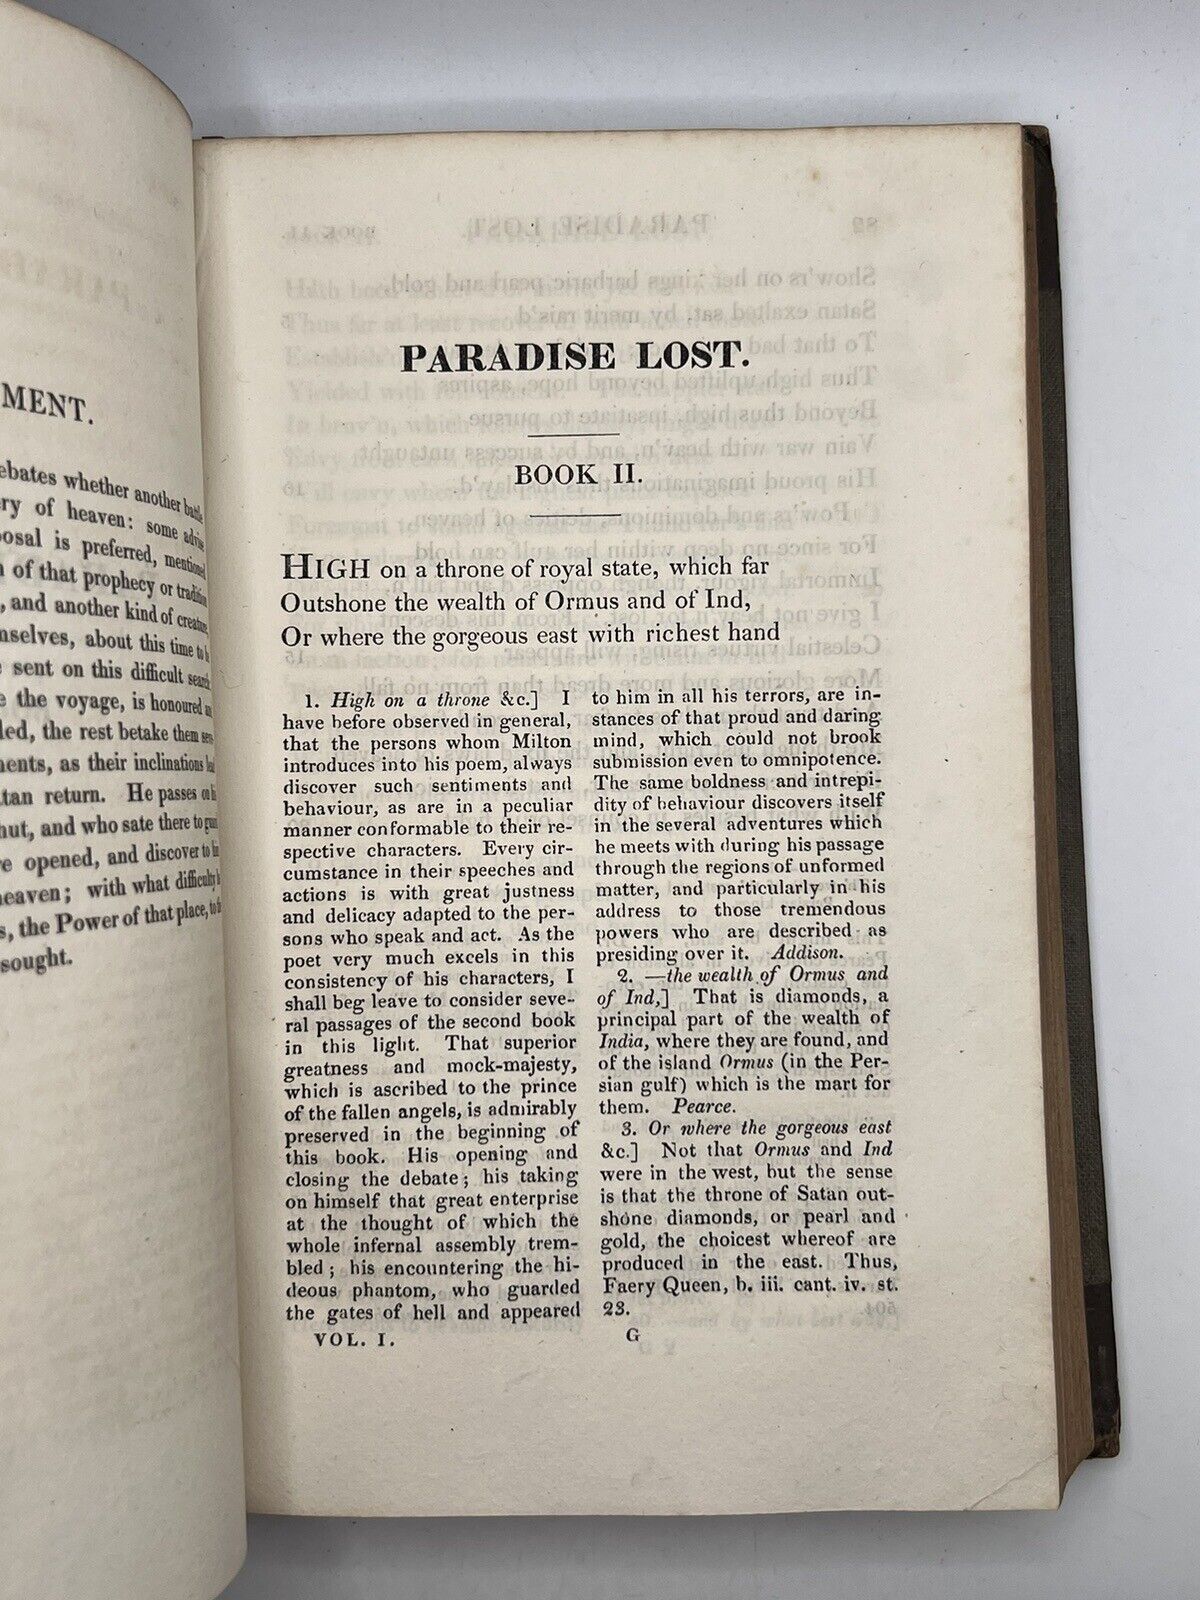 MENT.
ebates whether another battle
ry of heaven: some advise
posal is preferred, mentioned
of that prophecy or tradition
, and another kind of creature,
mselves, about this time to
sent on this difficult search
the voyage, is honoured
led, the rest betake them
ments, as their inclinations
tan return. He passes on
hut, and who sate there to
e opened, and discover to
heaven; with what difficulty
s, the Power of that place, to
sought.
PARADISE LOST.
BOOK II.
HIGH on a throne of royal state, which far
Outshone the wealth of Ormus and of Ind,
Or where the gorgeous east with richest hand
1. High on a throne &c.] I
have before observed in general,
that the persons whom Milton
introduces into his poem, always
discover such sentiments and
behaviour, as are in a peculiar
manner conformable to their re-
spective characters. Every cir-
cumstance in their speeches and
actions is with great justness
and delicacy adapted to the per-
sons who speak and act. As the
poet very much excels in this
consistency of his characters, I
shall beg leave to consider seve-
ral passages of the second book
in this light. That superior
greatness and mock-majesty,
which is ascribed to the prince
of the fallen angels, is admirably
preserved in the beginning of
this book. His opening and
closing the debate; his taking
on himself that great enterprise
at the thought of which the
whole infernal assembly trem-
bled; his encountering the hi-
deous phantom, who guarded
the gates of hell and appeared
to him in all his terrors, are in-
stances of that proud and daring
mind, which could not brook
submission even to omnipotence.
The same boldness and intrepi-
dity of behaviour discovers itself
in the several adventures which
he meets with during his passage
through the regions of unformed
matter, and particularly in his
address to those tremendous
powers who are described as
presiding over it. Addison.
2. —the wealth of Ormus and
of Ind,] That is diamonds, a
principal part of the wealth of
India, where they are found, and
of the island Ormus (in the Per-
sian gulf) which is the mart for
them. Pearce.
3. Or where the gorgeous east
&c.] Not that Ormus and Ind
were in the west, but the sense
is that the throne of Satan out-
shone diamonds, or pearl and
gold, the choicest whereof are
produced in the east. Thus,
Faery Queen, b. iii. cant. iv. st.
23.
VOL. I.
G